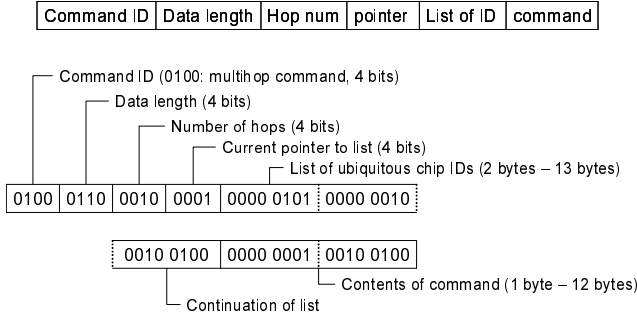 Command ID Data length Hop num pointer List of ID command
Command ID (0100: multihop command, 4 bits)
Data length (4 bits)
Number of hops (4 bits)
Current pointer to list (4 bits)
List of ubiquitous chip IDs (2 bytes – 13 bytes)
0100 0110 0010 0001 0000 0101 0000 0010
0010 0100 0000 0001 0010 0100
Contents of command (1 byte – 12 bytes)
Continuation of list